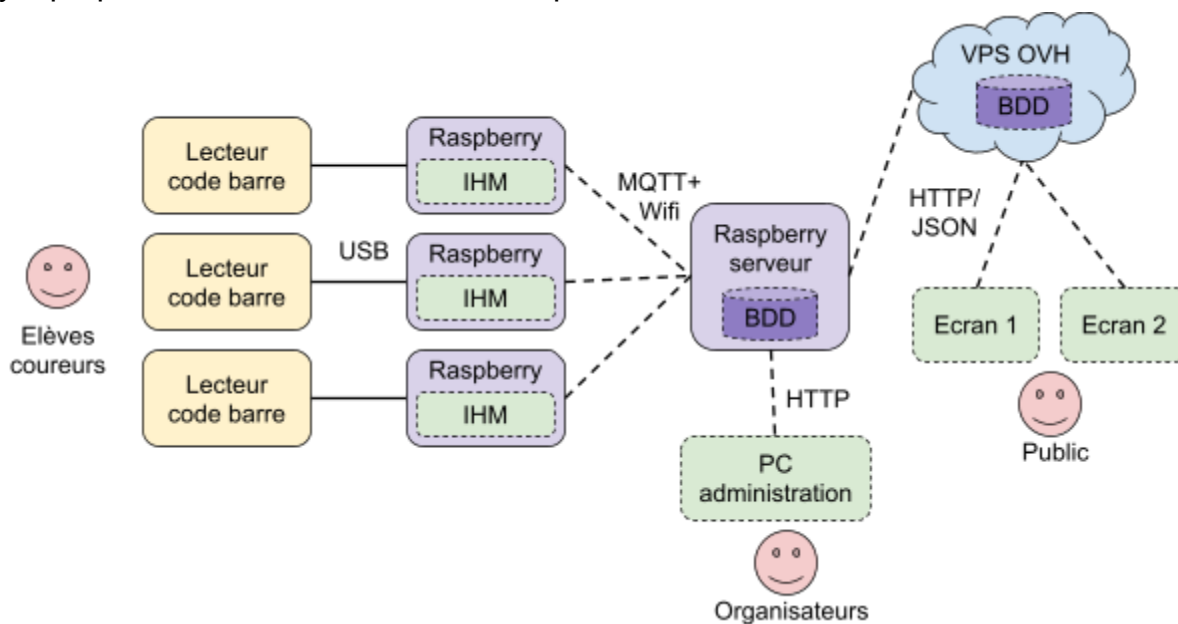 VPS OVH
BDD
Lecteur
code barre
Raspberry
IHM
MQTT+
Wifi
HTTP/
JSON
Elèves
coureurs
Lecteur
code barre
USB
Raspberry
IHM
Raspberry
serveur
BDD
Ecran 1
Ecran 2
Lecteur
code barre
Raspberry
IHM
HTTP
Public
PC
administration
Organisateurs